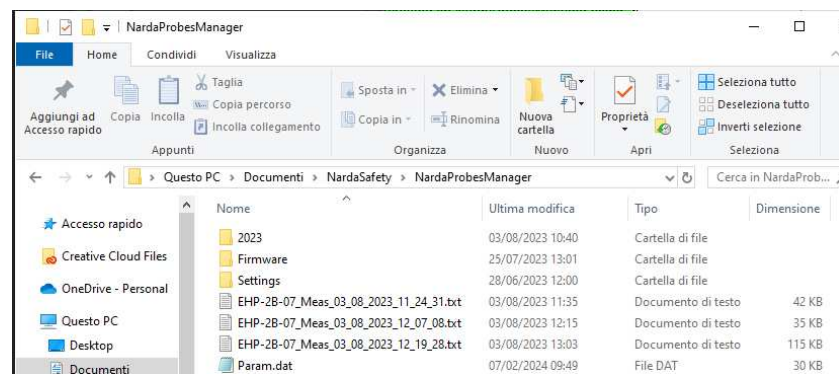 NardaProbesManager
File Home Condividi Visualizza
Aggiungi ad Accesso rapido
Copia
Incolla
Taglia
Copia percorso
Incolla collegamento
Appunti
Sposta in
Copia in
Elimina
Rinomina
Organizza
Nuova cartella
Nuovo
Proprietà
Apri
Seleziona tutto
Deseleziona tutto
Inverti selezione
Seleziona
Questo PC > Documenti > NardaSafety > NardaProbesManager
Cerca in NardaProb...
Accesso rapido
Creative Cloud Files
OneDrive - Personal
Questo PC
Desktop
Documenti
Nome Ultima modifica Tipo Dimensione
2023 03/08/2023 10:40 Cartella di file
Firmware 25/07/2023 13:01 Cartella di file
Settings 28/06/2023 12:00 Cartella di file
EHP-2B-07_Meas_03_08_2023_11_24_31.txt 03/08/2023 11:35 Documento di testo 42 KB
EHP-2B-07_Meas_03_08_2023_12_07_08.txt 03/08/2023 12:15 Documento di testo 35 KB
EHP-2B-07_Meas_03_08_2023_12_19_28.txt 03/08/2023 13:03 Documento di testo 115 KB
Param.dat 07/02/2024 09:49 File DAT 30 KB